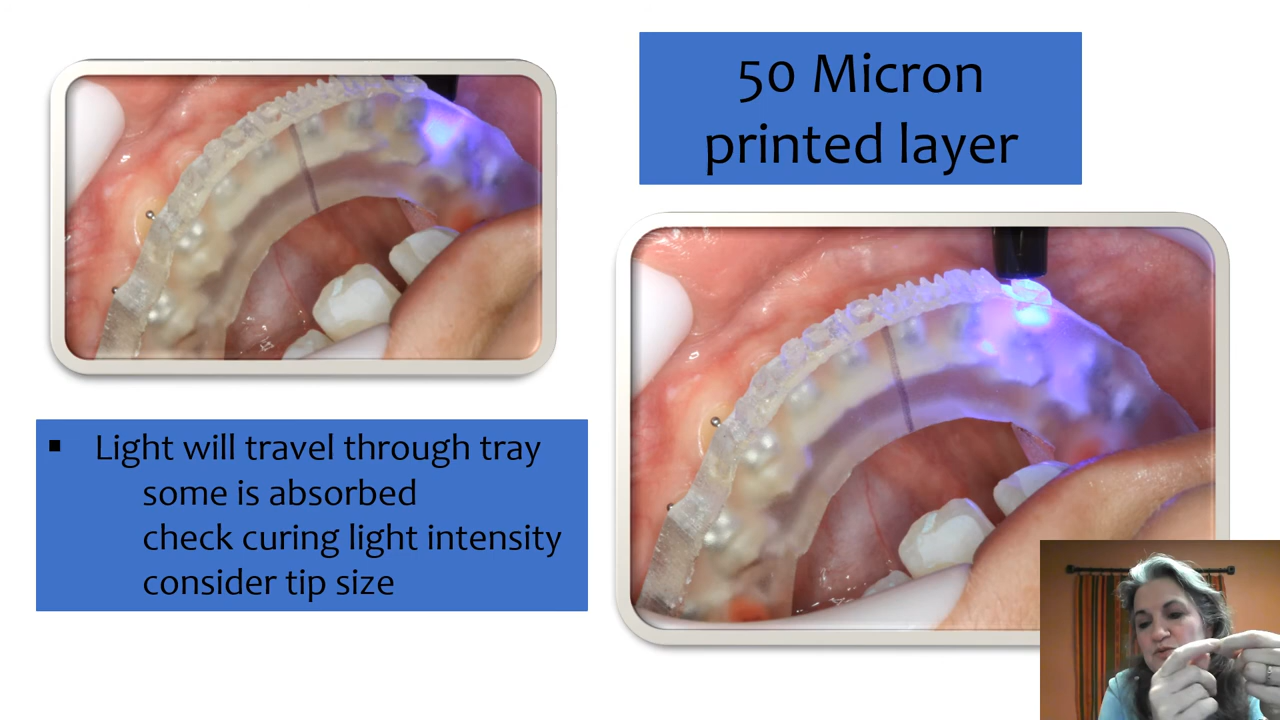 50 Micron
printed layer
▪ Light will travel through tray
some is absorbed
check curing light intensity
consider tip size